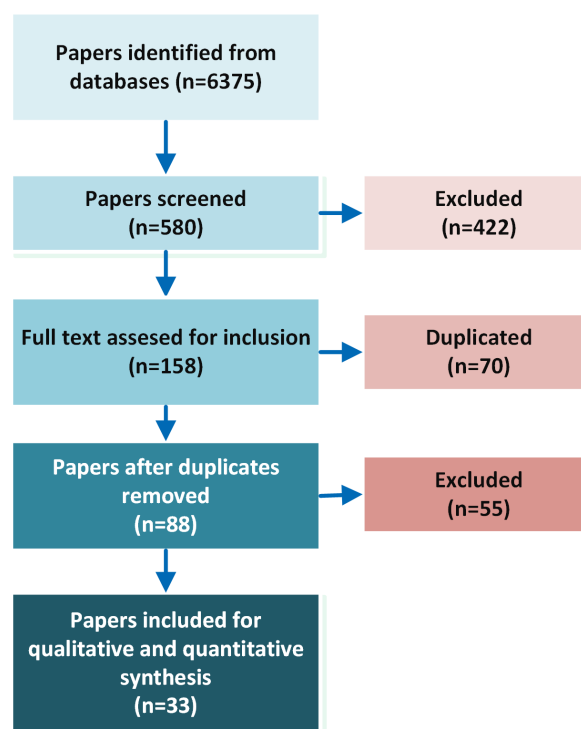 Papers identified from
databases (n=6375)
Papers screened
(n=580)
Excluded
(n=422)
Full text assesed for inclusion
(n=158)
Duplicated
(n=70)
Papers after duplicates
removed
(n=88)
Excluded
(n=55)
Papers included for
qualitative and quantitative
synthesis
(n=33)